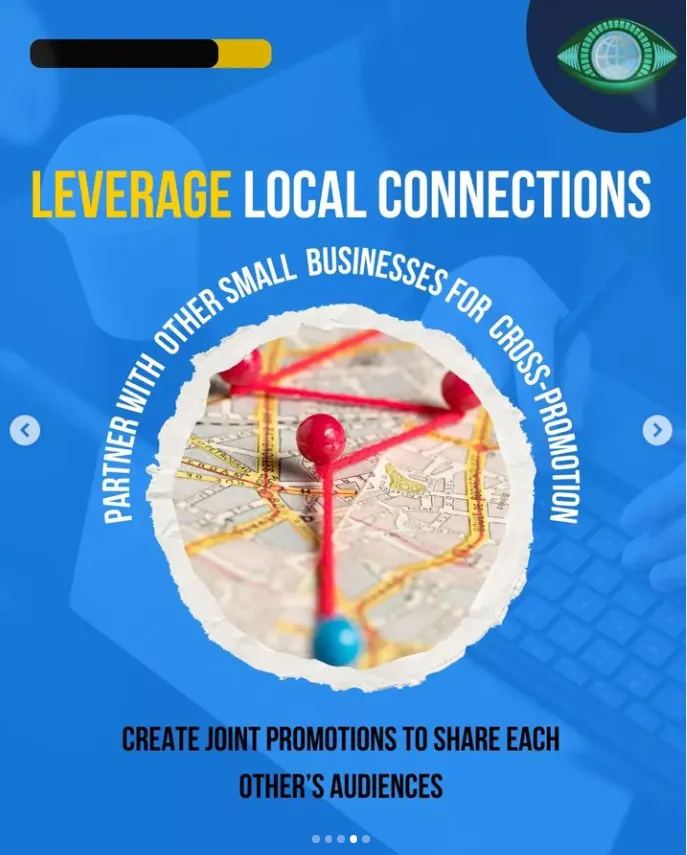 LEVERAGE LOCAL CONNECTIONS
PARTNER WITH OTHER SMALL BUSINESSES FOR CROSS-PROMOTION
CREATE JOINT PROMOTIONS TO SHARE EACH
OTHER'S AUDIENCES